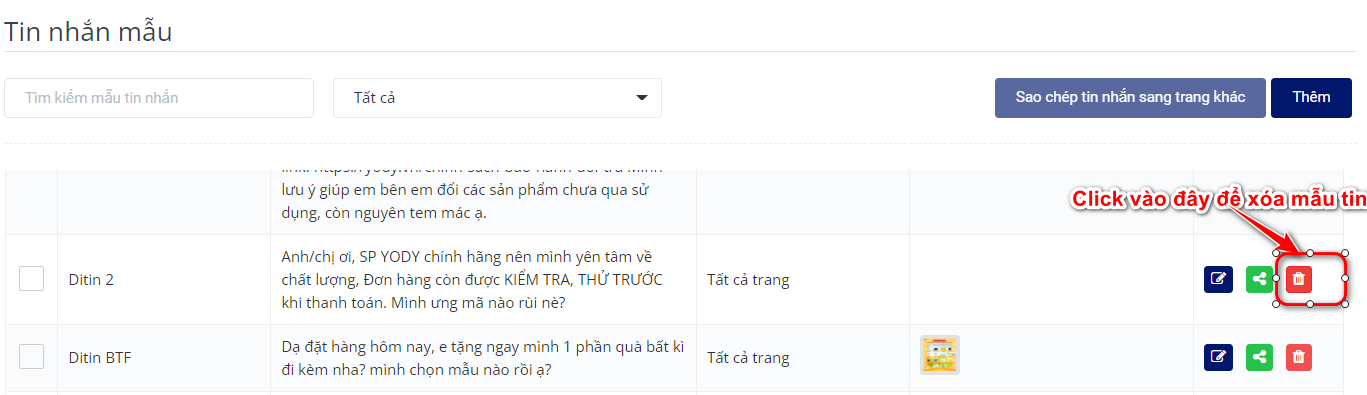 Tin nhắn mẫu
Tìm kiếm mẫu tin nhắn
Tất cả
Sao chép tin nhắn sang trang khác
Thêm
lưu ý giúp em bên em đổi các sản phẩm chưa qua sử
dụng, còn nguyên tem mác ạ.
Click vào đây để xóa mẫu tin
Ditin 2
Anh/chị ơi, SP YODY chính hãng nên mình yên tâm về
chất lượng, Đơn hàng còn được KIỂM TRA, THỬ TRƯỚC
khi thanh toán. Mình ưng mã nào rùi nè?
Tất cả trang
Ditin BTF
Dạ đặt hàng hôm nay, e tặng ngay mình 1 phần quà bất kì
đi kèm nha? mình chọn mẫu nào rồi ạ?
Tất cả trang